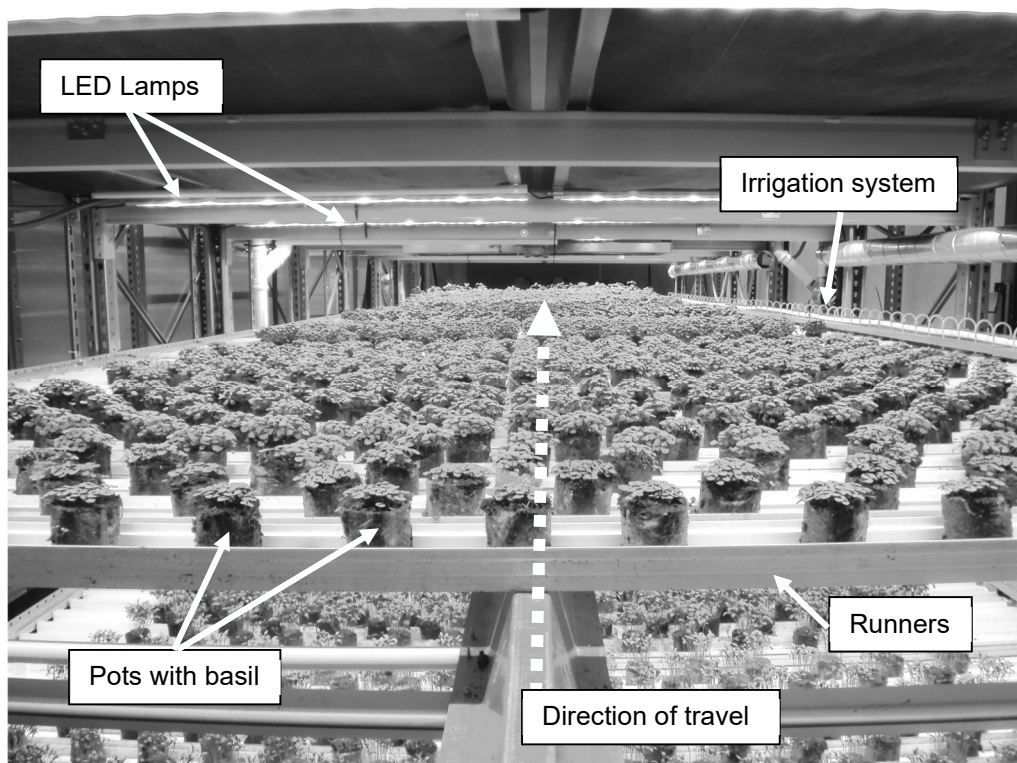 LED Lamps
Irrigation system
Runners
Pots with basil
Direction of travel